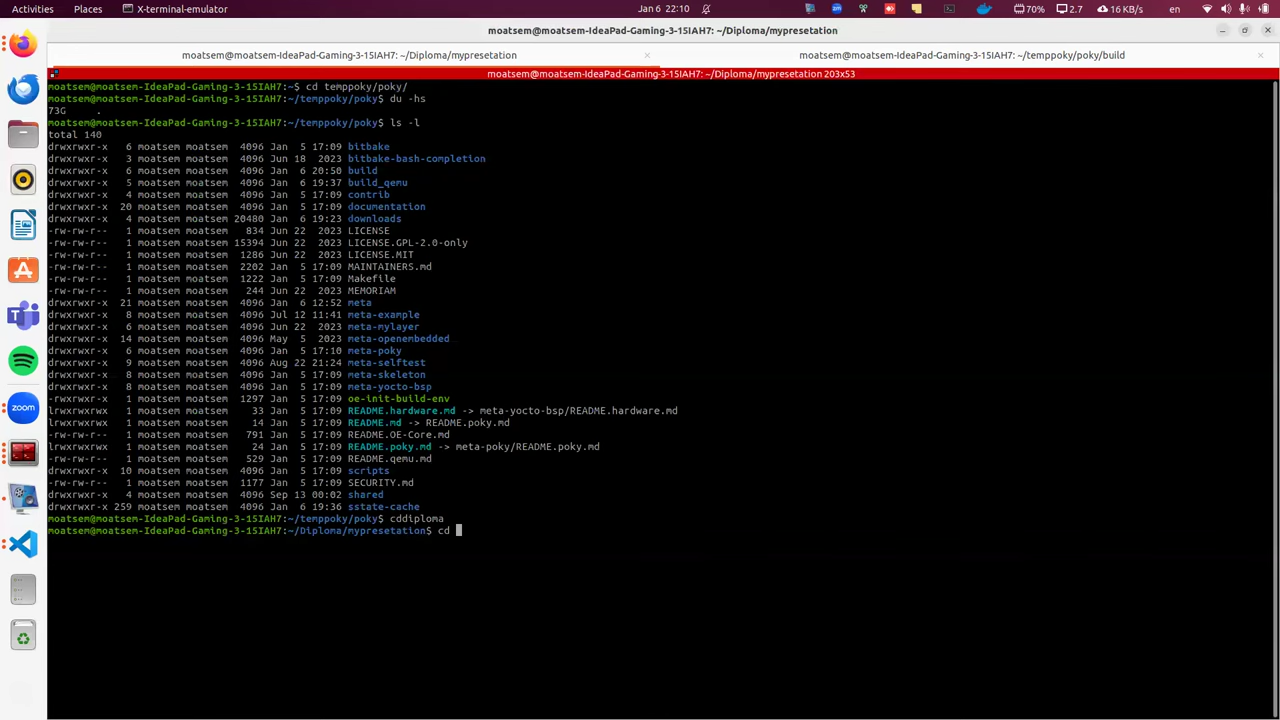 Activities Places X-terminal-emulator Jan 6 22:10 70% 2.7 16 KB/s en
moatsem@moatsem-IdeaPad-Gaming-3-15IAH7: ~/Diploma/mypresetation
moatsem@moatsem-IdeaPad-Gaming-3-15IAH7: ~/Diploma/mypresetation × moatsem@moatsem-IdeaPad-Gaming-3-15IAH7: ~/temppoky/poky/build ×
moatsem@moatsem-IdeaPad-Gaming-3-15IAH7: ~/Diploma/mypresetation 203x53
moatsem@moatsem-IdeaPad-Gaming-3-15IAH7:~$ cd temppoky/poky/
moatsem@moatsem-IdeaPad-Gaming-3-15IAH7:~/temppoky/poky$ du -hs
73G .
moatsem@moatsem-IdeaPad-Gaming-3-15IAH7:~/temppoky/poky$ ls -l
total 140
drwxrwxr-x 6 moatsem moatsem 4096 Jan 5 17:09 bitbake
drwxrwxr-x 3 moatsem moatsem 4096 Jun 18 2023 bitbake-bash-completion
drwxrwxr-x 6 moatsem moatsem 4096 Jan 6 20:50 build
drwxrwxr-x 5 moatsem moatsem 4096 Jan 6 19:37 build_qemu
drwxrwxr-x 4 moatsem moatsem 4096 Jan 5 17:09 contrib
drwxrwxr-x 20 moatsem moatsem 4096 Jan 5 17:09 documentation
drwxrwxr-x 4 moatsem moatsem 20480 Jan 6 19:23 downloads
-rw-rw-r-- 1 moatsem moatsem 834 Jun 22 2023 LICENSE
-rw-rw-r-- 1 moatsem moatsem 15394 Jun 22 2023 LICENSE.GPL-2.0-only
-rw-rw-r-- 1 moatsem moatsem 1286 Jun 22 2023 LICENSE.MIT
-rw-rw-r-- 1 moatsem moatsem 2202 Jan 5 17:09 MAINTAINERS.md
-rw-rw-r-- 1 moatsem moatsem 1222 Jan 5 17:09 Makefile
-rw-rw-r-- 1 moatsem moatsem 244 Jun 22 2023 MEMORIAM
drwxrwxr-x 21 moatsem moatsem 4096 Jan 6 12:52 meta
drwxrwxr-x 8 moatsem moatsem 4096 Jul 12 11:41 meta-example
drwxrwxr-x 6 moatsem moatsem 4096 Jun 22 2023 meta-mylayer
drwxrwxr-x 14 moatsem moatsem 4096 May 5 2023 meta-openembedded
drwxrwxr-x 6 moatsem moatsem 4096 Jan 5 17:10 meta-poky
drwxrwxr-x 9 moatsem moatsem 4096 Aug 22 21:24 meta-selftest
drwxrwxr-x 8 moatsem moatsem 4096 Jan 5 17:09 meta-skeleton
drwxrwxr-x 8 moatsem moatsem 4096 Jan 5 17:09 meta-yocto-bsp
-rwxrwxr-x 1 moatsem moatsem 1297 Jan 5 17:09 oe-init-build-env
lrwxrwxrwx 1 moatsem moatsem 33 Jan 5 17:09 README.hardware.md -> meta-yocto-bsp/README.hardware.md
lrwxrwxrwx 1 moatsem moatsem 14 Jan 5 17:09 README.md -> README.poky.md
-rw-rw-r-- 1 moatsem moatsem 791 Jan 5 17:09 README.OE-Core.md
lrwxrwxrwx 1 moatsem moatsem 24 Jan 5 17:09 README.poky.md -> meta-poky/README.poky.md
-rw-rw-r-- 1 moatsem moatsem 529 Jan 5 17:09 README.qemu.md
drwxrwxr-x 10 moatsem moatsem 4096 Jan 5 17:09 scripts
-rw-rw-r-- 1 moatsem moatsem 1177 Jan 5 17:09 SECURITY.md
drwxrwxr-x 4 moatsem moatsem 4096 Sep 13 00:02 shared
drwxrwxr-x 259 moatsem moatsem 4096 Jan 6 19:36 sstate-cache
moatsem@moatsem-IdeaPad-Gaming-3-15IAH7:~/temppoky/poky$ cddiploma
moatsem@moatsem-IdeaPad-Gaming-3-15IAH7:~/Diploma/mypresetation$ cd
zoom